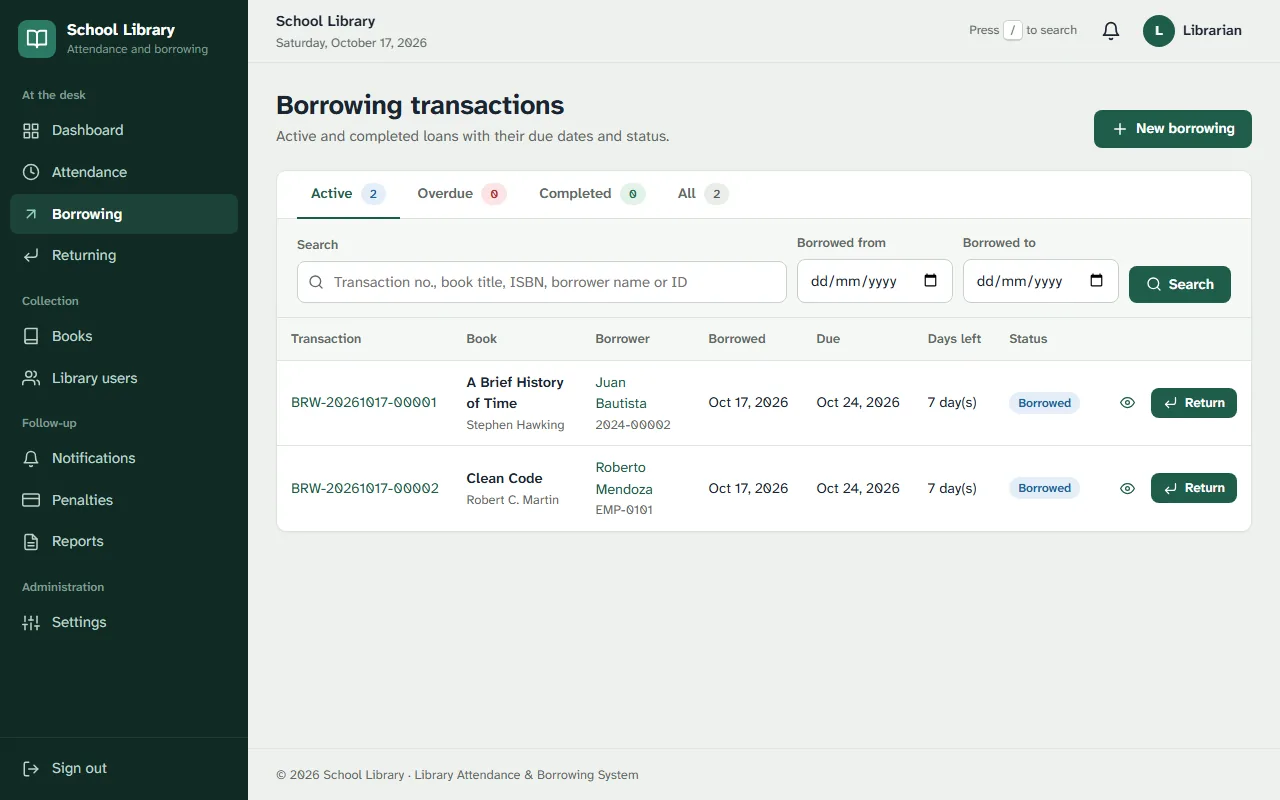 School Library
Attendance and borrowing
At the desk
Dashboard
Attendance
Borrowing
Returning
Collection
Books
Library users
Follow-up
Notifications
Penalties
Reports
Administration
Settings
Sign out
School Library
Saturday, October 17, 2026
Press / to search
L
Librarian
Borrowing transactions
Active and completed loans with their due dates and status.
New borrowing
Active 2 Overdue 0 Completed 0 All 2
Search
Transaction no., book title, ISBN, borrower name or ID
Borrowed from
dd/mm/yyyy
Borrowed to
dd/mm/yyyy
Search
Transaction Book Borrower Borrowed Due Days left Status
BRW-20261017-00001
A Brief History
of Time
Stephen Hawking
Juan
Bautista
2024-00002
Oct 17, 2026
Oct 24, 2026
7 day(s)
Borrowed
Return
BRW-20261017-00002
Clean Code
Robert C. Martin
Roberto
Mendoza
EMP-0101
Oct 17, 2026
Oct 24, 2026
7 day(s)
Borrowed
Return
© 2026 School Library · Library Attendance & Borrowing System